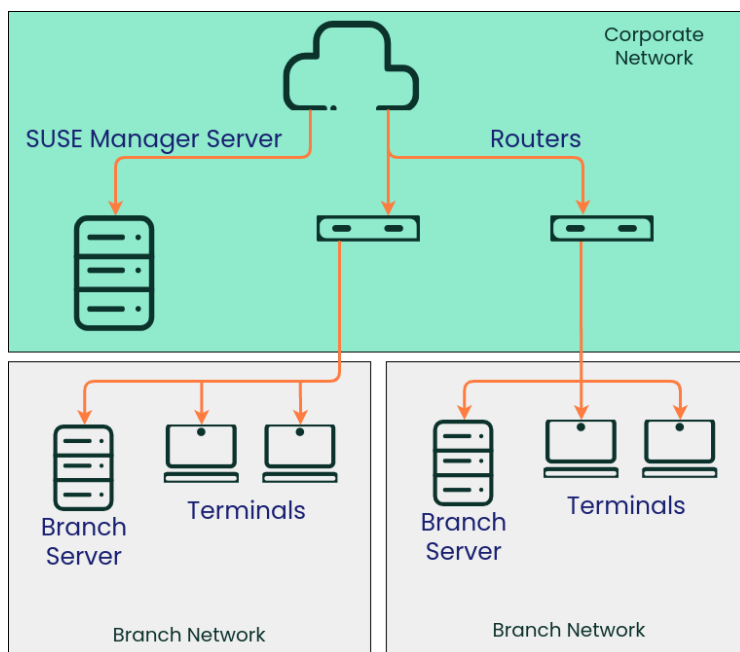 Corporate
Network
SUSE Manager Server
Routers
Terminals
Branch
Server
Branch Network
Terminals
Branch
Server
Branch Network